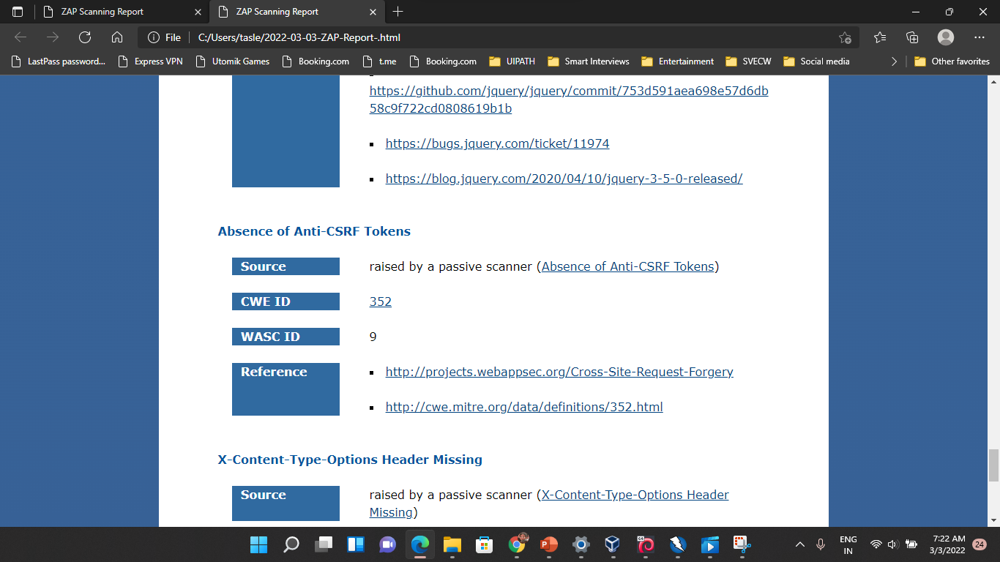 ZAP Scanning Report
ZAP Scanning Report
File
C:/Users/tasle/2022-03-03-ZAP-Report-.html
LastPass password...
Express VPN
Utomik Games
Booking.com
t.me
Booking.com
UIPATH
Smart Interviews
Entertainment
SVECW
Social media
Other favorites
https://github.com/jquery/jquery/commit/753d591aea698e57d6db
58c9f722cd0808619b1b
https://bugs.jquery.com/ticket/11974
https://blog.jquery.com/2020/04/10/jquery-3-5-0-released/
Absence of Anti-CSRF Tokens
Source
raised by a passive scanner (Absence of Anti-CSRF Tokens)
CWE ID
352
WASC ID
9
Reference
http://projects.webappsec.org/Cross-Site-Request-Forgery
http://cwe.mitre.org/data/definitions/352.html
X-Content-Type-Options Header Missing
Source
raised by a passive scanner (X-Content-Type-Options Header
Missing)
ENG
IN
7:22 AM
3/3/2022
24